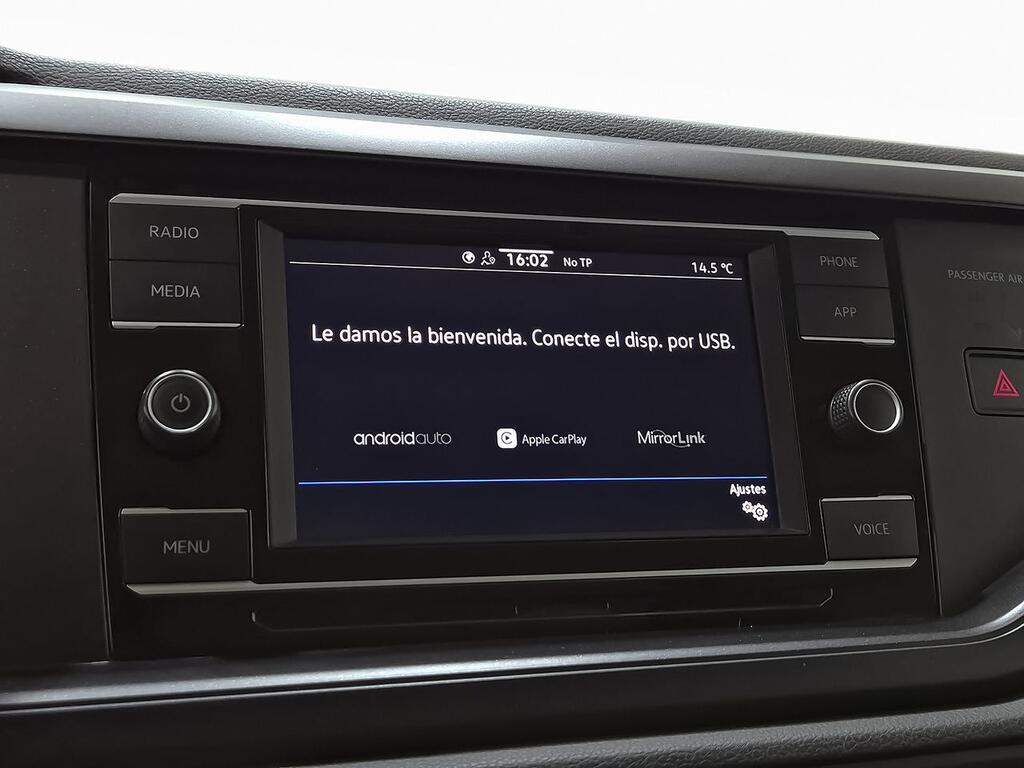 RADIO
MEDIA
MENU
16:02 No TP 14.5 °C
Le damos la bienvenida. Conecte el disp. por USB.
androidauto Apple CarPlay MirrorLink
Ajustes
PHONE
APP
VOICE
PASSENGER AIR